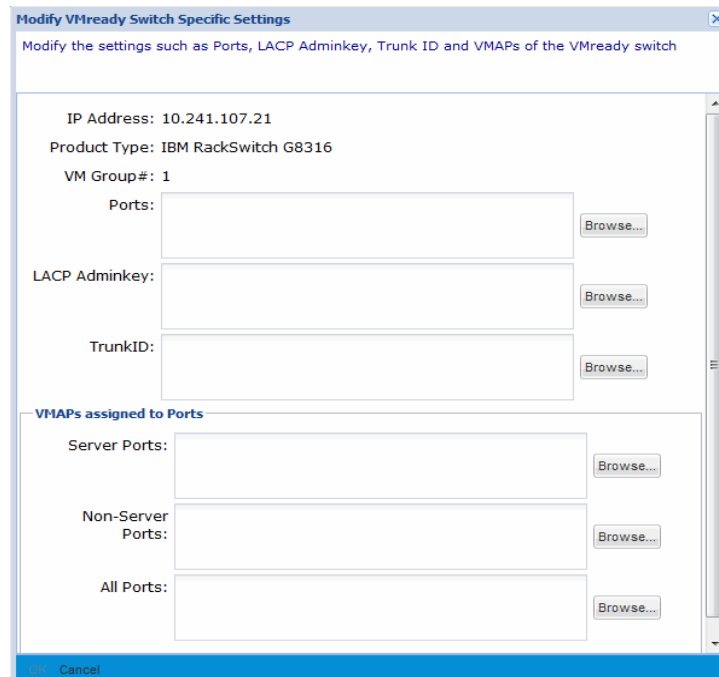 Modify VMready Switch Specific Settings
Modify the settings such as Ports, LACP Adminkey, Trunk ID and VMAPs of the VMready switch
IP Address: 10.241.107.21
Product Type: IBM RackSwitch G8316
VM Group#: 1
Ports:
Browse...
LACP Adminkey:
Browse...
TrunkID:
Browse...
VMAPs assigned to Ports
Server Ports:
Browse...
Non-Server
Ports:
Browse...
All Ports:
Browse...
OK Cancel